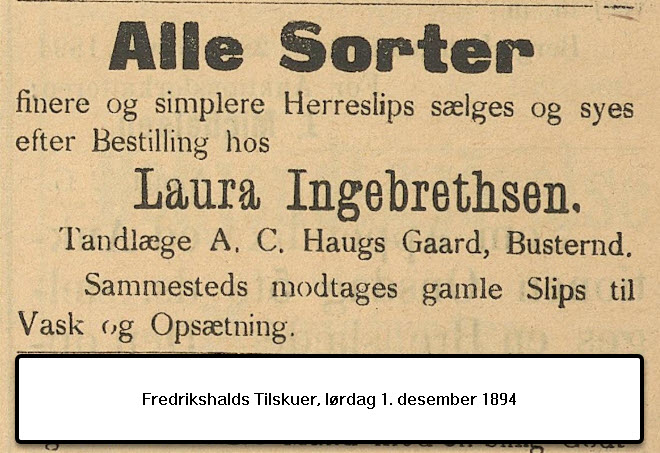 Alle Sorter
finere og simplere Herreslips sælges og syes
efter Bestilling hos
Laura Ingebrethsen.
Tandlæge A. C. Haugs Gaard, Busternd.
Sammesteds modtages gamle Slips til
Vask og Opsætning.
Fredrikshalds Tilskuer, lørdag 1. desember 1894